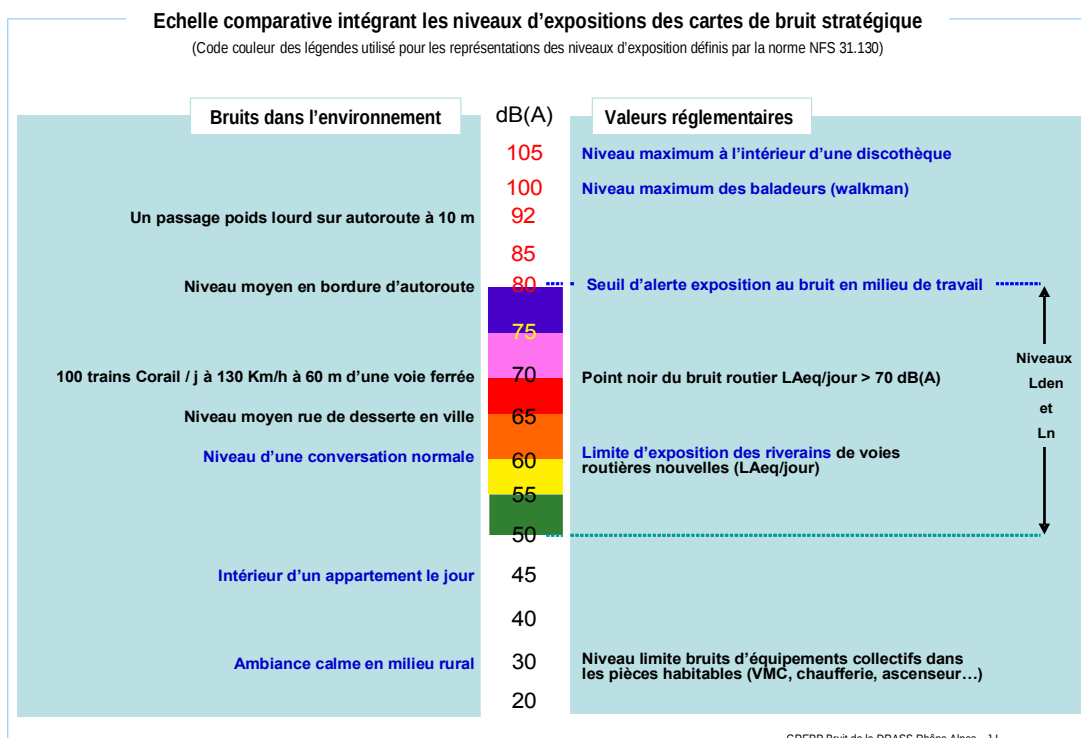 Echelle comparative intégrant les niveaux d'expositions des cartes de bruit stratégique
(Code couleur des légendes utilisé pour les représentations des niveaux d'exposition définis par la norme NFS 31.130)
Bruits dans l'environnement
dB(A)
Valeurs réglementaires
105
Niveau maximum à l'intérieur d'une discothèque
100
Niveau maximum des baladeurs (walkman)
Un passage poids lourd sur autoroute à 10 m
92
85
Niveau moyen en bordure d'autoroute
80
Seuil d'alerte exposition au bruit en milieu de travail
75
100 trains Corail / j à 130 Km/h à 60 m d'une voie ferrée
70
Point noir du bruit routier LAeq/jour > 70 dB(A)
Niveaux
Lden
et
Ln
Niveau moyen rue de desserte en ville
65
Niveau d'une conversation normale
60
Limite d'exposition des riverains de voies
routières nouvelles (LAeq/jour)
55
50
Intérieur d'un appartement le jour
45
40
Ambiance calme en milieu rural
30
Niveau limite bruits d'équipements collectifs dans
les pièces habitables (VMC, chaufferie, ascenseur…)
20
Bruit de la DRASS Rhône Alpes